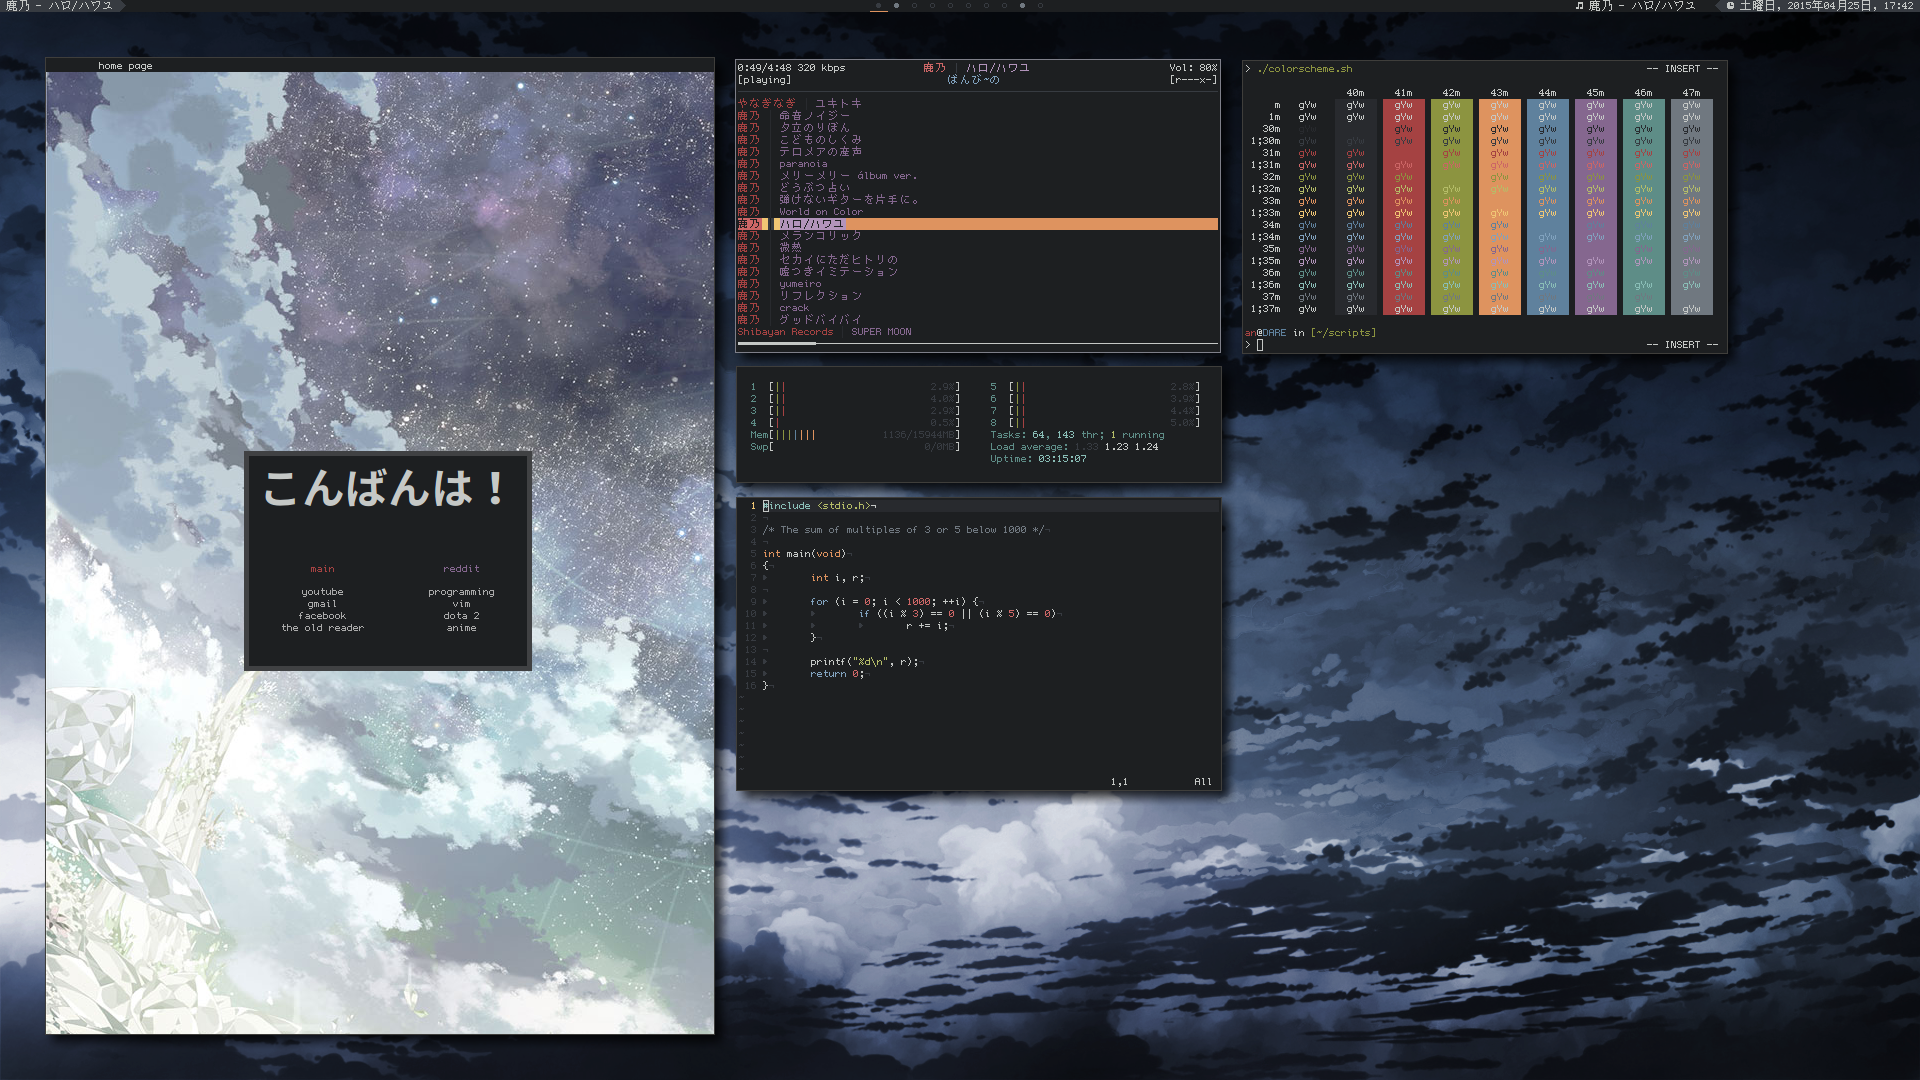 鹿乃 - ハロ/ハワユ
鹿乃 - ハロ/ハワユ
土曜日, 2015年04月25日, 17:42
home page
こんばんは！
main
youtube
gmail
facebook
the old reader
reddit
programming
vim
dota 2
anime
0:49/4:48 320 kbps 鹿乃 | ハロ/ハワユ Vol: 80%
[playing] ばんび~の [r---x-]
やなぎなぎ | ユキトキ
鹿乃 命音ノイジー
鹿乃 夕立のりぼん
鹿乃 こどものしくみ
鹿乃 テロメアの産声
鹿乃 paranoia
鹿乃 メリーメリー álbum ver.
鹿乃 どうぶつ占い
鹿乃 弾けないギターを片手に。
鹿乃 World on Color
鹿乃 ハロ/ハワユ
鹿乃 メランコリック
鹿乃 微熱
鹿乃 セカイにただヒトリの
鹿乃 嘘つきイミテーション
鹿乃 yumeiro
鹿乃 リフレクション
鹿乃 crack
鹿乃 グッドバイバイ
Shibayan Records | SUPER MOON
1 [|| 2.9%] 5 [|| 2.8%]
2 [|| 4.0%] 6 [|| 3.9%]
3 [|| 2.9%] 7 [|| 4.4%]
4 [| 0.5%] 8 [|| 5.0%]
Mem[||||||| 1136/15944MB] Tasks: 64, 143 thr; 1 running
Swp[ 0/0MB] Load average: 1.33 1.23 1.24
Uptime: 03:15:07
1 #include <stdio.h>¬
2 ¬
3 /* The sum of multiples of 3 or 5 below 1000 */¬
4 ¬
5 int main(void)¬
6 {¬
7 ▸ int i, r;¬
8 ¬
9 ▸ for (i = 0; i < 1000; ++i) {¬
10 ▸ ▸ if ((i % 3) == 0 || (i % 5) == 0)¬
11 ▸ ▸ ▸ r += i;¬
12 ▸ }¬
13 ¬
14 ▸ printf("%d\n", r);¬
15 ▸ return 0;¬
16 }¬
~
~
~
~
~
~
~
1,1 All
> ./colorscheme.sh -- INSERT --
40m 41m 42m 43m 44m 45m 46m 47m
m gYw gYw gYw gYw gYw gYw gYw gYw gYw
1m gYw gYw gYw gYw gYw gYw gYw gYw gYw
30m gYw gYw gYw gYw gYw gYw gYw gYw
1;30m gYw gYw gYw gYw gYw gYw gYw gYw
31m gYw gYw gYw gYw gYw gYw gYw gYw
1;31m gYw gYw gYw gYw gYw gYw gYw gYw gYw
32m gYw gYw gYw gYw gYw gYw gYw gYw
1;32m gYw gYw gYw gYw gYw gYw gYw gYw gYw
33m gYw gYw gYw gYw gYw gYw gYw gYw
1;33m gYw gYw gYw gYw gYw gYw gYw gYw gYw
34m gYw gYw gYw gYw gYw gYw gYw gYw
1;34m gYw gYw gYw gYw gYw gYw gYw gYw gYw
35m gYw gYw gYw gYw gYw gYw gYw gYw
1;35m gYw gYw gYw gYw gYw gYw gYw gYw gYw
36m gYw gYw gYw gYw gYw gYw gYw gYw
1;36m gYw gYw gYw gYw gYw gYw gYw gYw gYw
37m gYw gYw gYw gYw gYw gYw gYw gYw
1;37m gYw gYw gYw gYw gYw gYw gYw gYw gYw
an@DARE in [~/scripts]
> -- INSERT --